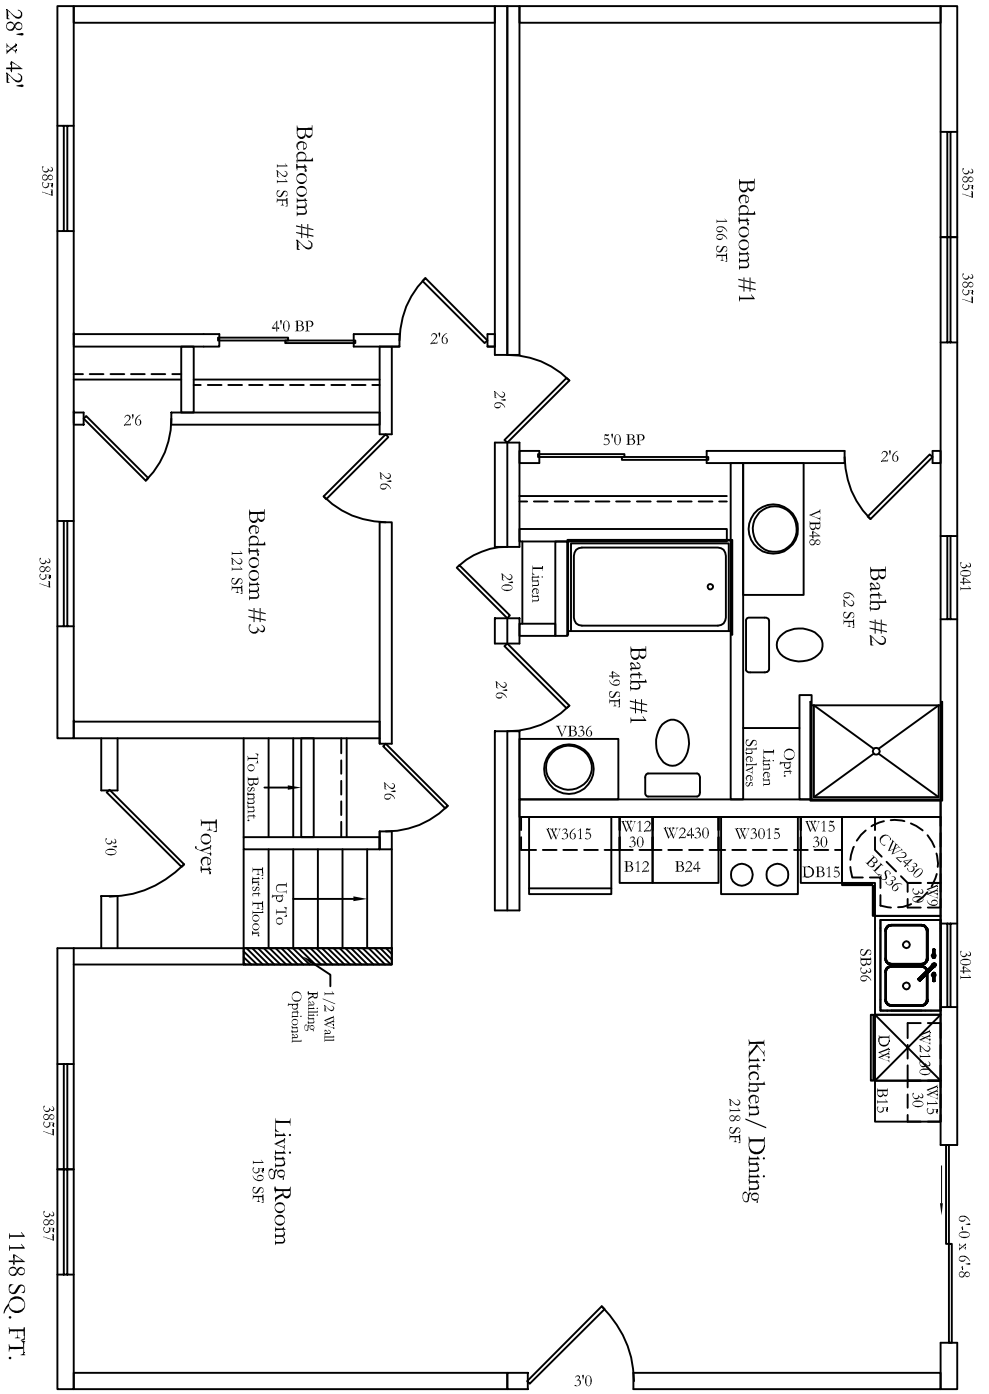 28' x 42'
1148 SQ. FT.
3857
3857
3857
3857
3857
3857
3041
3041
6'-0 x 6'-8
Bedroom #1
166 SF
Bedroom #2
121 SF
Bedroom #3
121 SF
4'0 BP
5'0 BP
2'6
2'6
2'6
2'6
2'6
2'0
2'6
2'6
Linen
VB48
Bath #2
62 SF
Bath #1
49 SF
VB36
Opt.
Linen
Shelves
To Bsmnt.
Foyer
3'0
Up To
First Floor
1/2 Wall
Railing
Optional
W3615
W12
30
B12
W2430
B24
W3015
W15
30
DB15
CW2430
BLS36
W9
30
SB36
DW
W2130
W15
30
B15
Kitchen/ Dining
218 SF
Living Room
159 SF
3'0